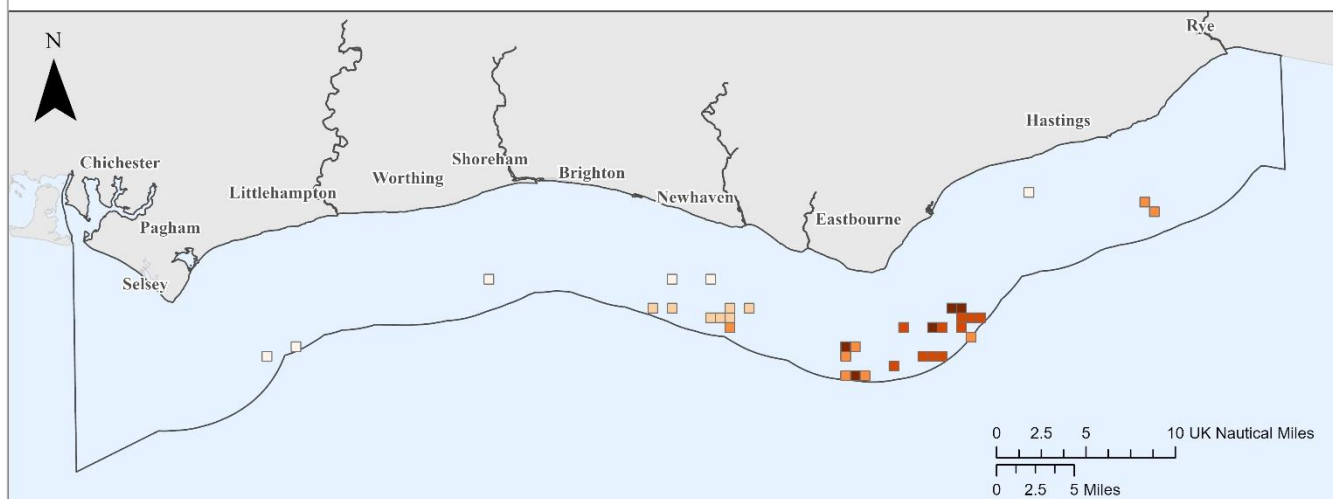 N
Rye
Hastings
Chichester
Shoreham
Brighton
Worthing
Littlehampton
Newhaven
Eastbourne
Pagham
Selsey
0 2.5 5 10 UK Nautical Miles
0 2.5 5 Miles